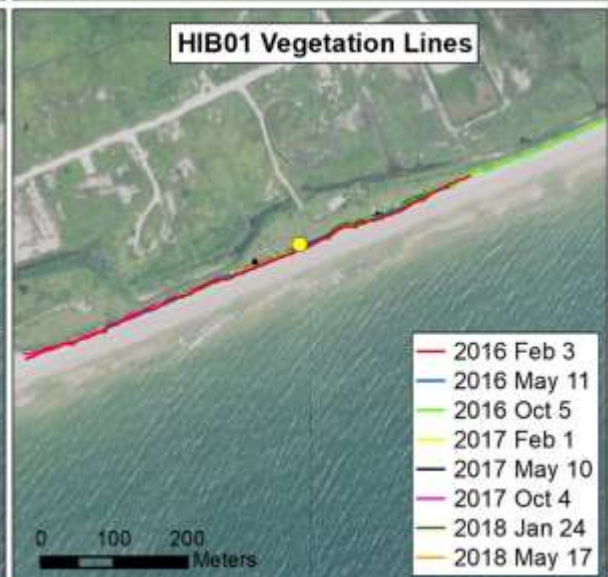 HIB01 Vegetation Lines
2016 Feb 3
2016 May 11
2016 Oct 5
2017 Feb 1
2017 May 10
2017 Oct 4
2018 Jan 24
2018 May 17
0 100 200
Meters